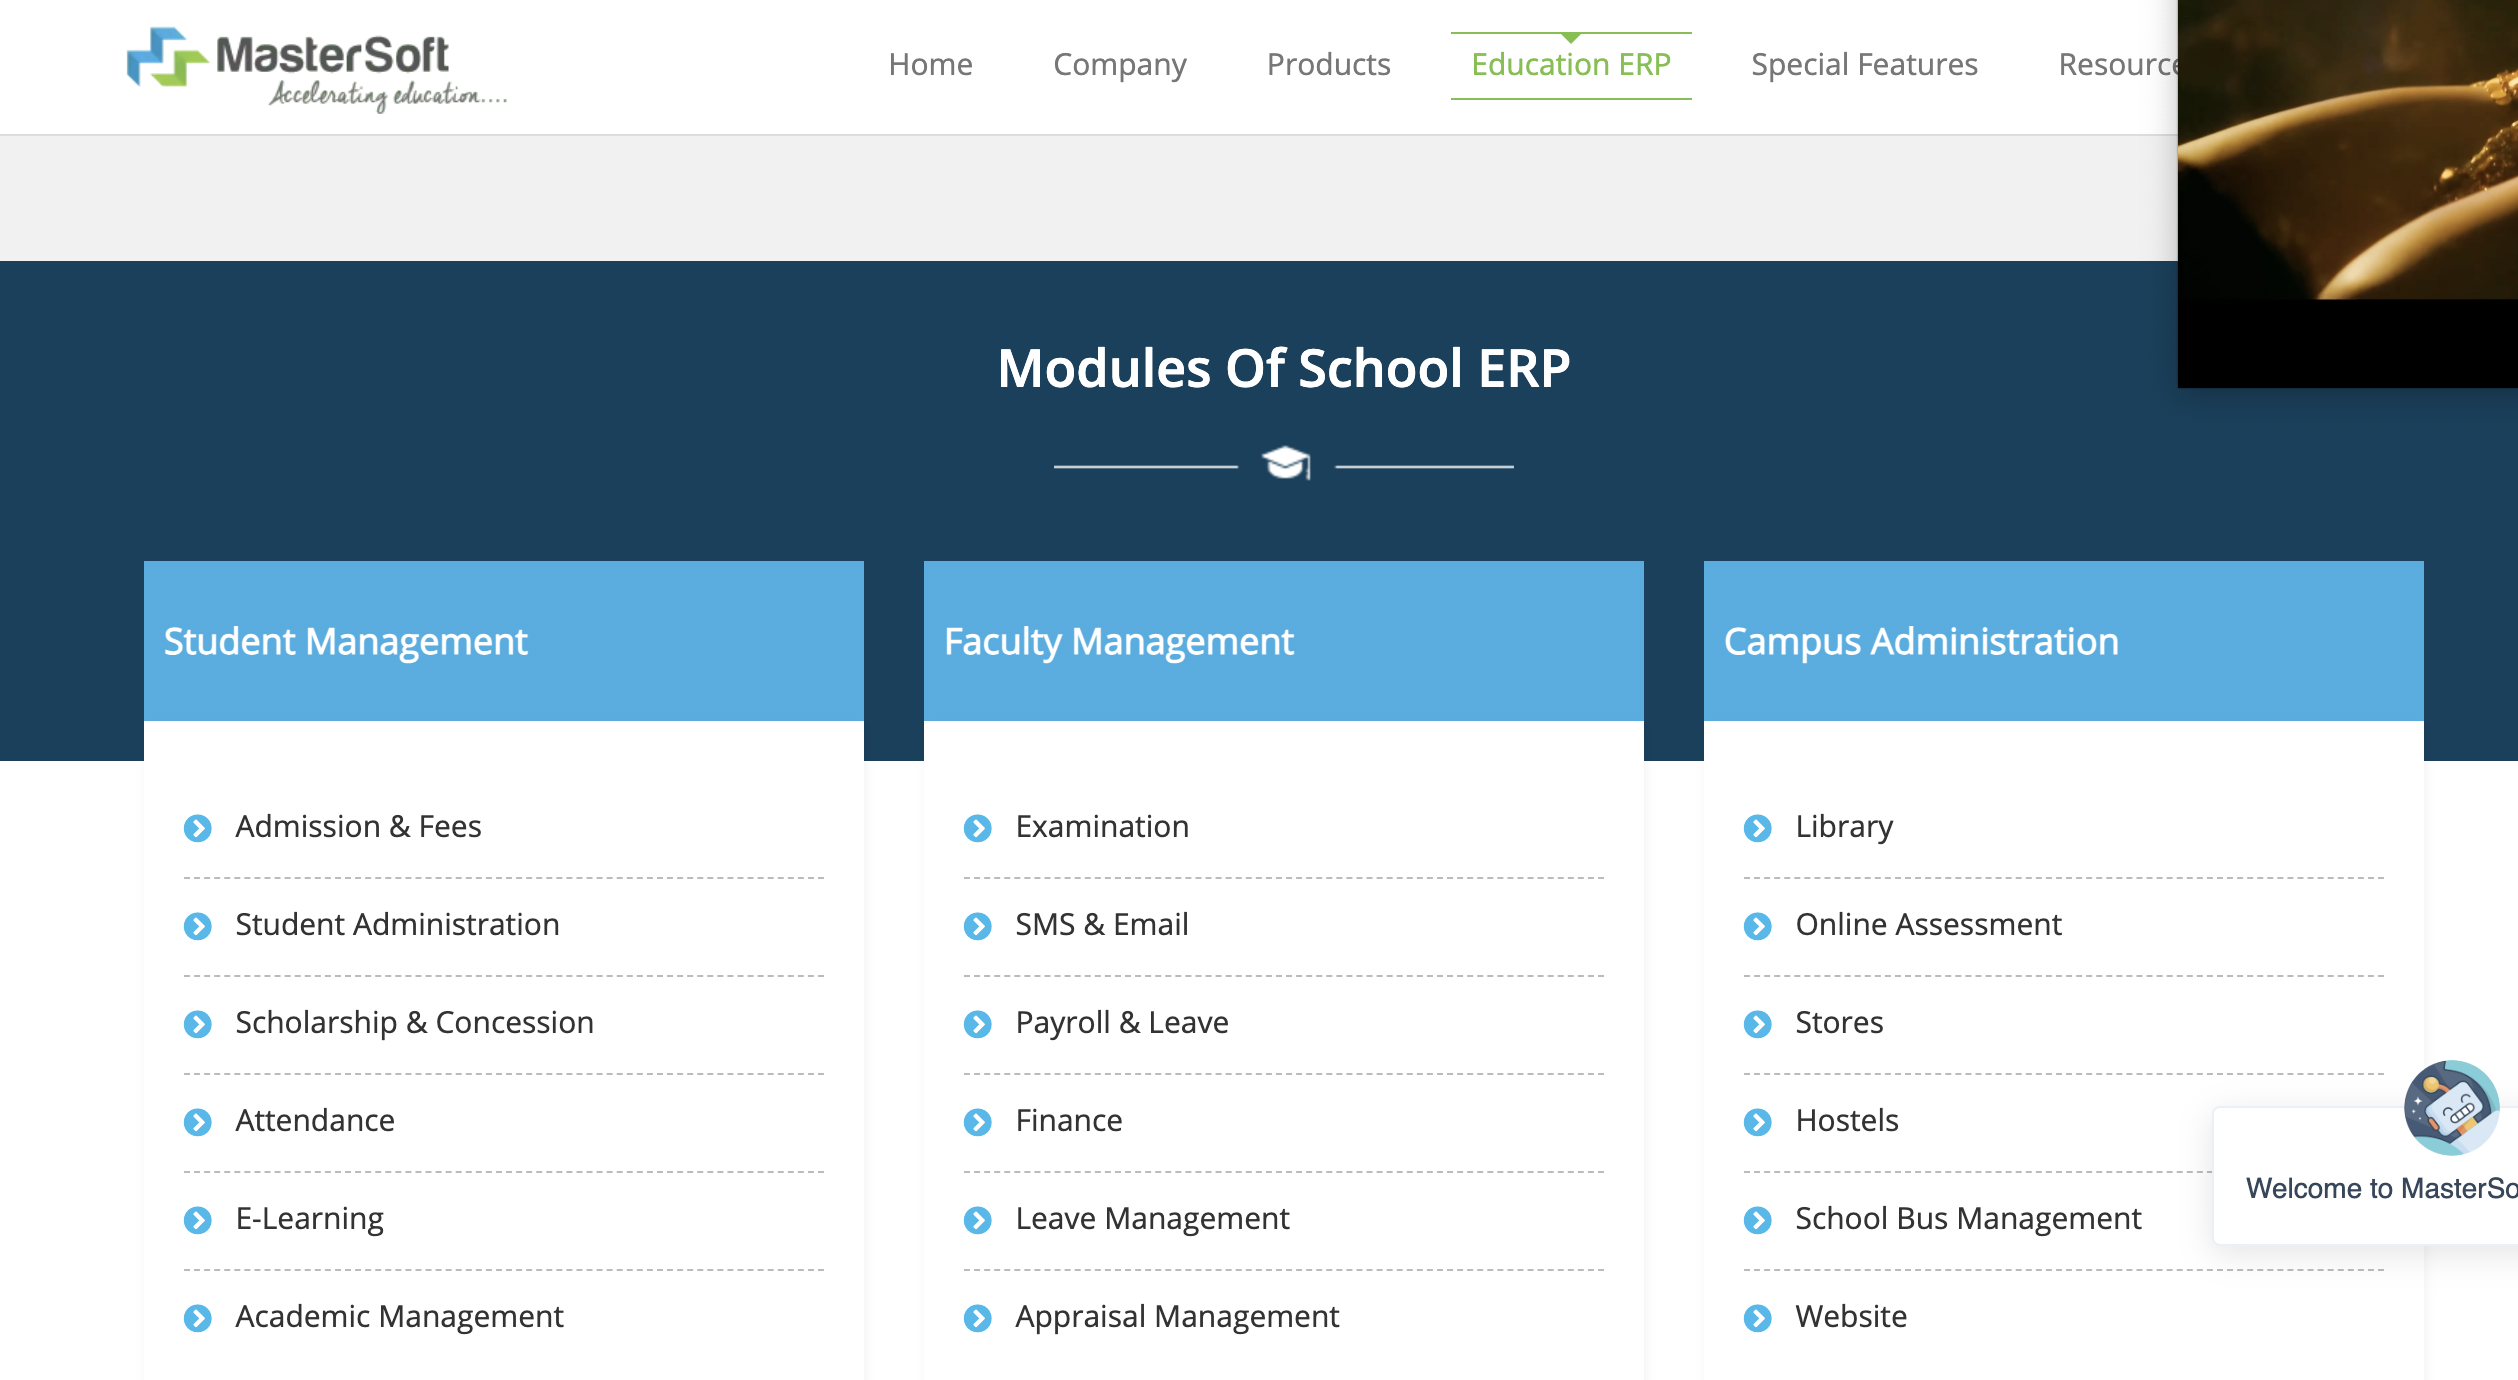 MasterSoft
Accelerating education....
Home
Company
Products
Education ERP
Special Features
Modules Of School ERP
Student Management
Admission & Fees
Student Administration
Scholarship & Concession
Attendance
E-Learning
Academic Management
Faculty Management
Examination
SMS & Email
Payroll & Leave
Finance
Leave Management
Appraisal Management
Campus Administration
Library
Online Assessment
Stores
Hostels
School Bus Management
Website
Welcome to